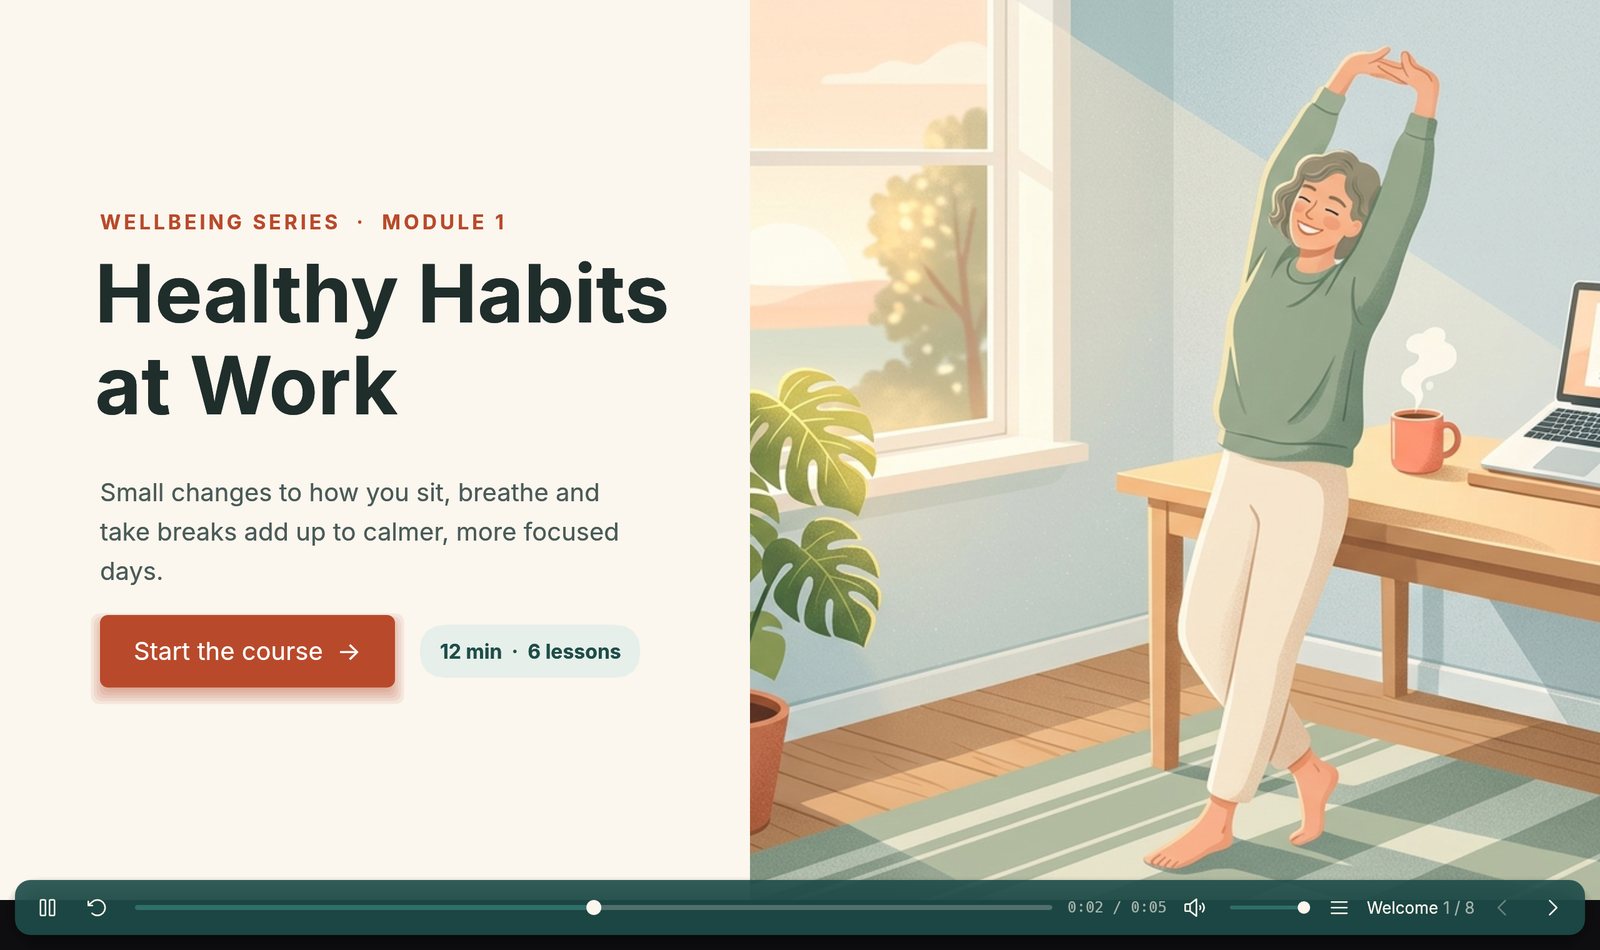 WELLBEING SERIES · MODULE 1
Healthy Habits
at Work
Small changes to how you sit, breathe and
take breaks add up to calmer, more focused
days.
Start the course →
12 min · 6 lessons
0:02 / 0:05
Welcome 1 / 8